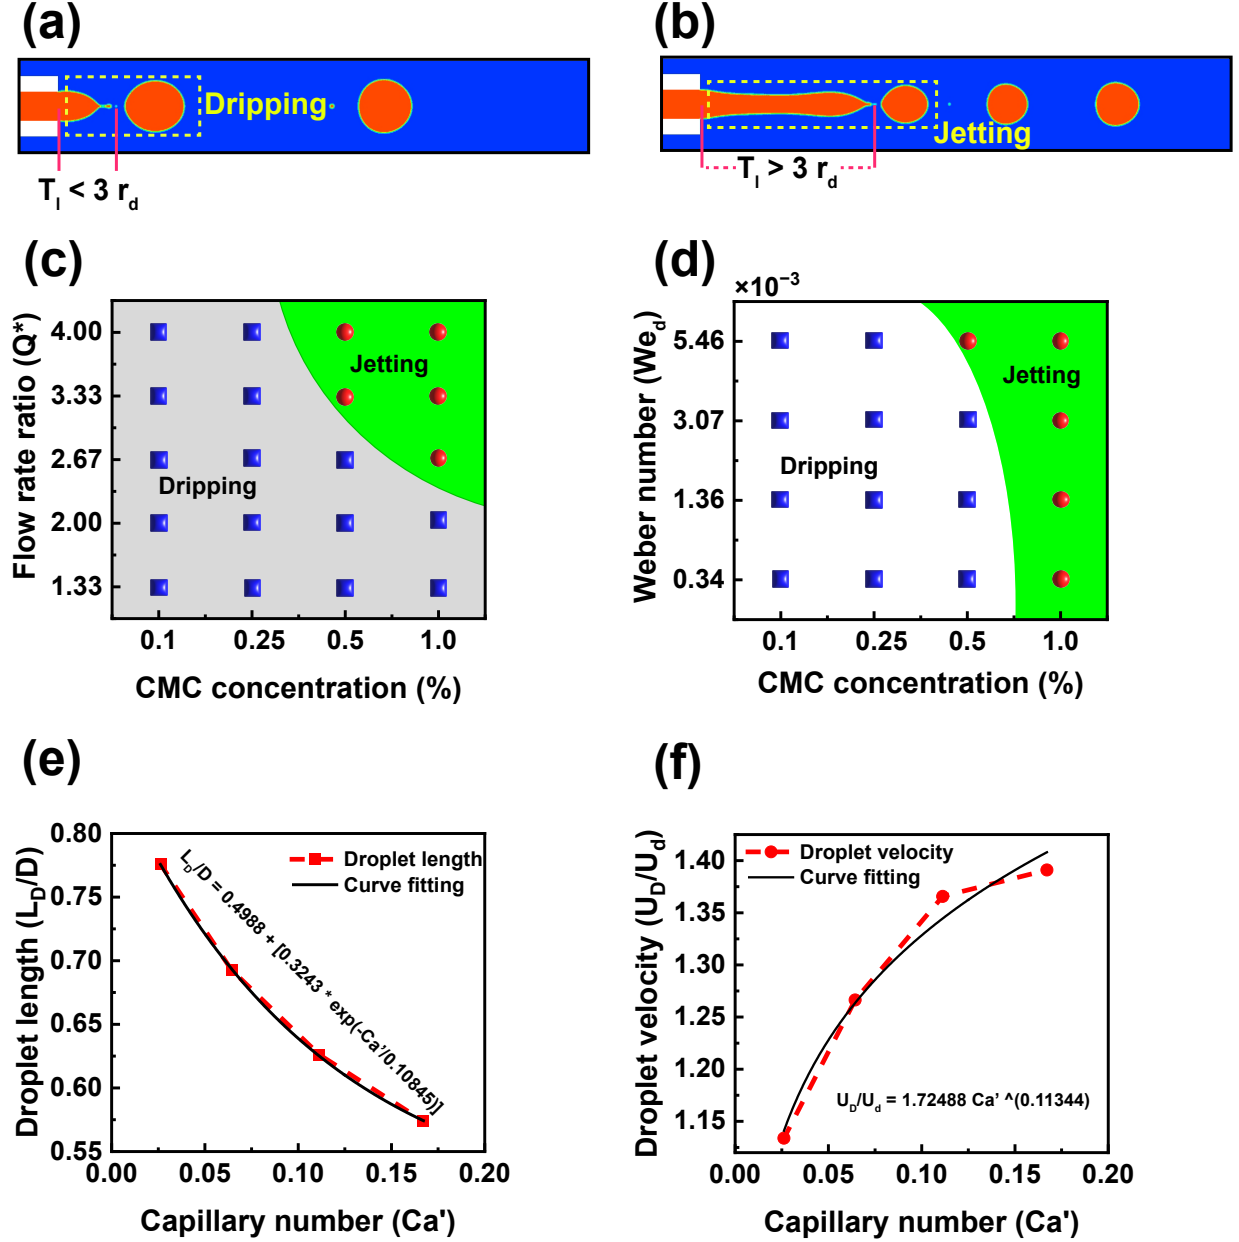 (a)
Dripping
T_l < 3 r_d
(b)
Jetting
T_l > 3 r_d
(c)
Flow rate ratio (Q*)
4.00
3.33
2.67
2.00
1.33
Jetting
Dripping
0.1 0.25 0.5 1.0
CMC concentration (%)
(d)
×10⁻³
Weber number (We_d)
5.46
3.07
1.36
0.34
Jetting
Dripping
0.1 0.25 0.5 1.0
CMC concentration (%)
(e)
Droplet length (L_D/D)
0.80
0.75
0.70
0.65
0.60
0.55
Droplet length
Curve fitting
L_D/D = 0.4988 + [0.3243 * exp(-Ca'/0.10845)]
0.00 0.05 0.10 0.15 0.20
Capillary number (Ca')
(f)
Droplet velocity (U_D/U_d)
1.40
1.35
1.30
1.25
1.20
1.15
Droplet velocity
Curve fitting
U_D/U_d = 1.72488 Ca' ^(0.11344)
0.00 0.05 0.10 0.15 0.20
Capillary number (Ca')